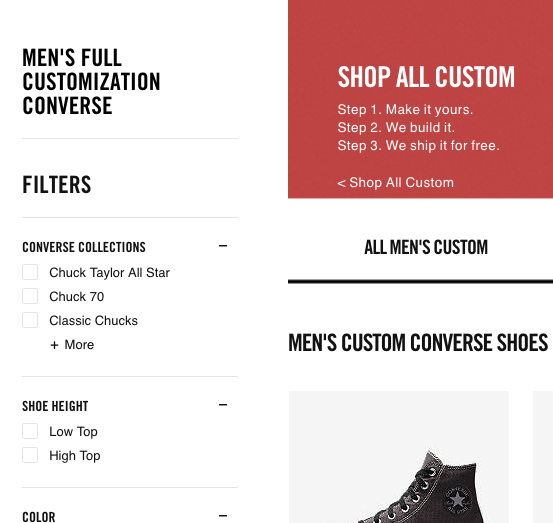 MEN'S FULL
CUSTOMIZATION
CONVERSE
FILTERS
CONVERSE COLLECTIONS −
Chuck Taylor All Star
Chuck 70
Classic Chucks
+ More
SHOE HEIGHT −
Low Top
High Top
COLOR −
SHOP ALL CUSTOM
Step 1. Make it yours.
Step 2. We build it.
Step 3. We ship it for free.
< Shop All Custom
ALL MEN'S CUSTOM
MEN'S CUSTOM CONVERSE SHOES